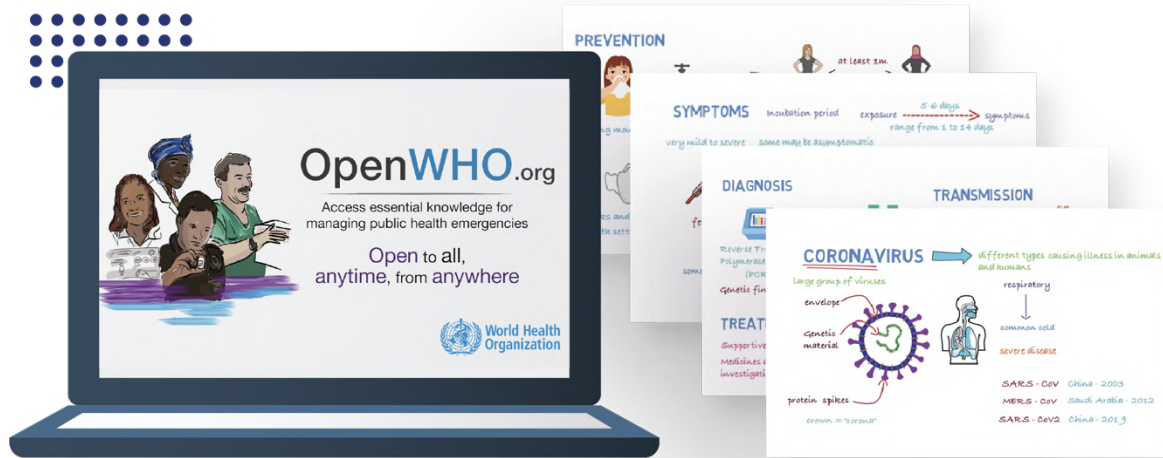 OpenWHO.org
Access essential knowledge for
managing public health emergencies
Open to all,
anytime, from anywhere
World Health
Organization
PREVENTION
at least 1m
SYMPTOMS
Incubation period
exposure
5-6 days
symptoms
range from 1 to 14 days
very mild to severe
some may be asymptomatic
DIAGNOSIS
Reverse
Polymerase
(PCR
Genetic
TRANSMISSION
Supportive
Medicines
CORONAVIRUS
different types causing illness in animals
and humans
large group of viruses
envelope
Genetic
material
protein spikes
crown = "corona"
respiratory
common cold
severe disease
SARS - CoV China - 2003
MERS - CoV Saudi Arabia - 2012
SARS - CoV2 China - 2019